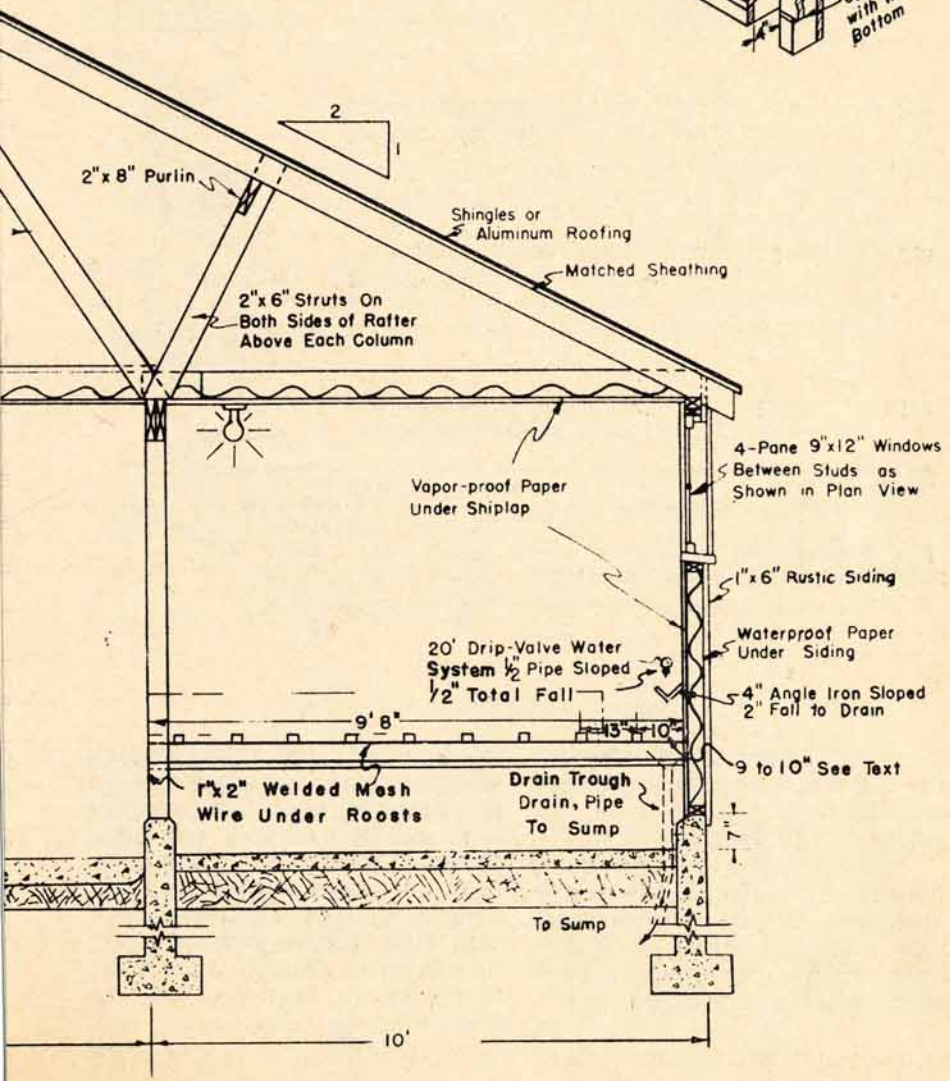 with
Bottom
4"
2
1
2"x 8" Purlin
Shingles or
Aluminum Roofing
Matched Sheathing
2"x 6" Struts On
Both Sides of Rafter
Above Each Column
4-Pane 9"x12" Windows
Between Studs as
Shown in Plan View
Vapor-proof Paper
Under Shiplap
1"x 6" Rustic Siding
Waterproof Paper
Under Siding
20' Drip-Valve Water
System 1/2" Pipe Sloped
1/2" Total Fall
4" Angle Iron Sloped
2" Fall to Drain
9' 8"
13"
10"
9 to 10" See Text
1"x 2" Welded Mesh
Wire Under Roosts
Drain Trough
Drain, Pipe
To Sump
7"
To Sump
10'